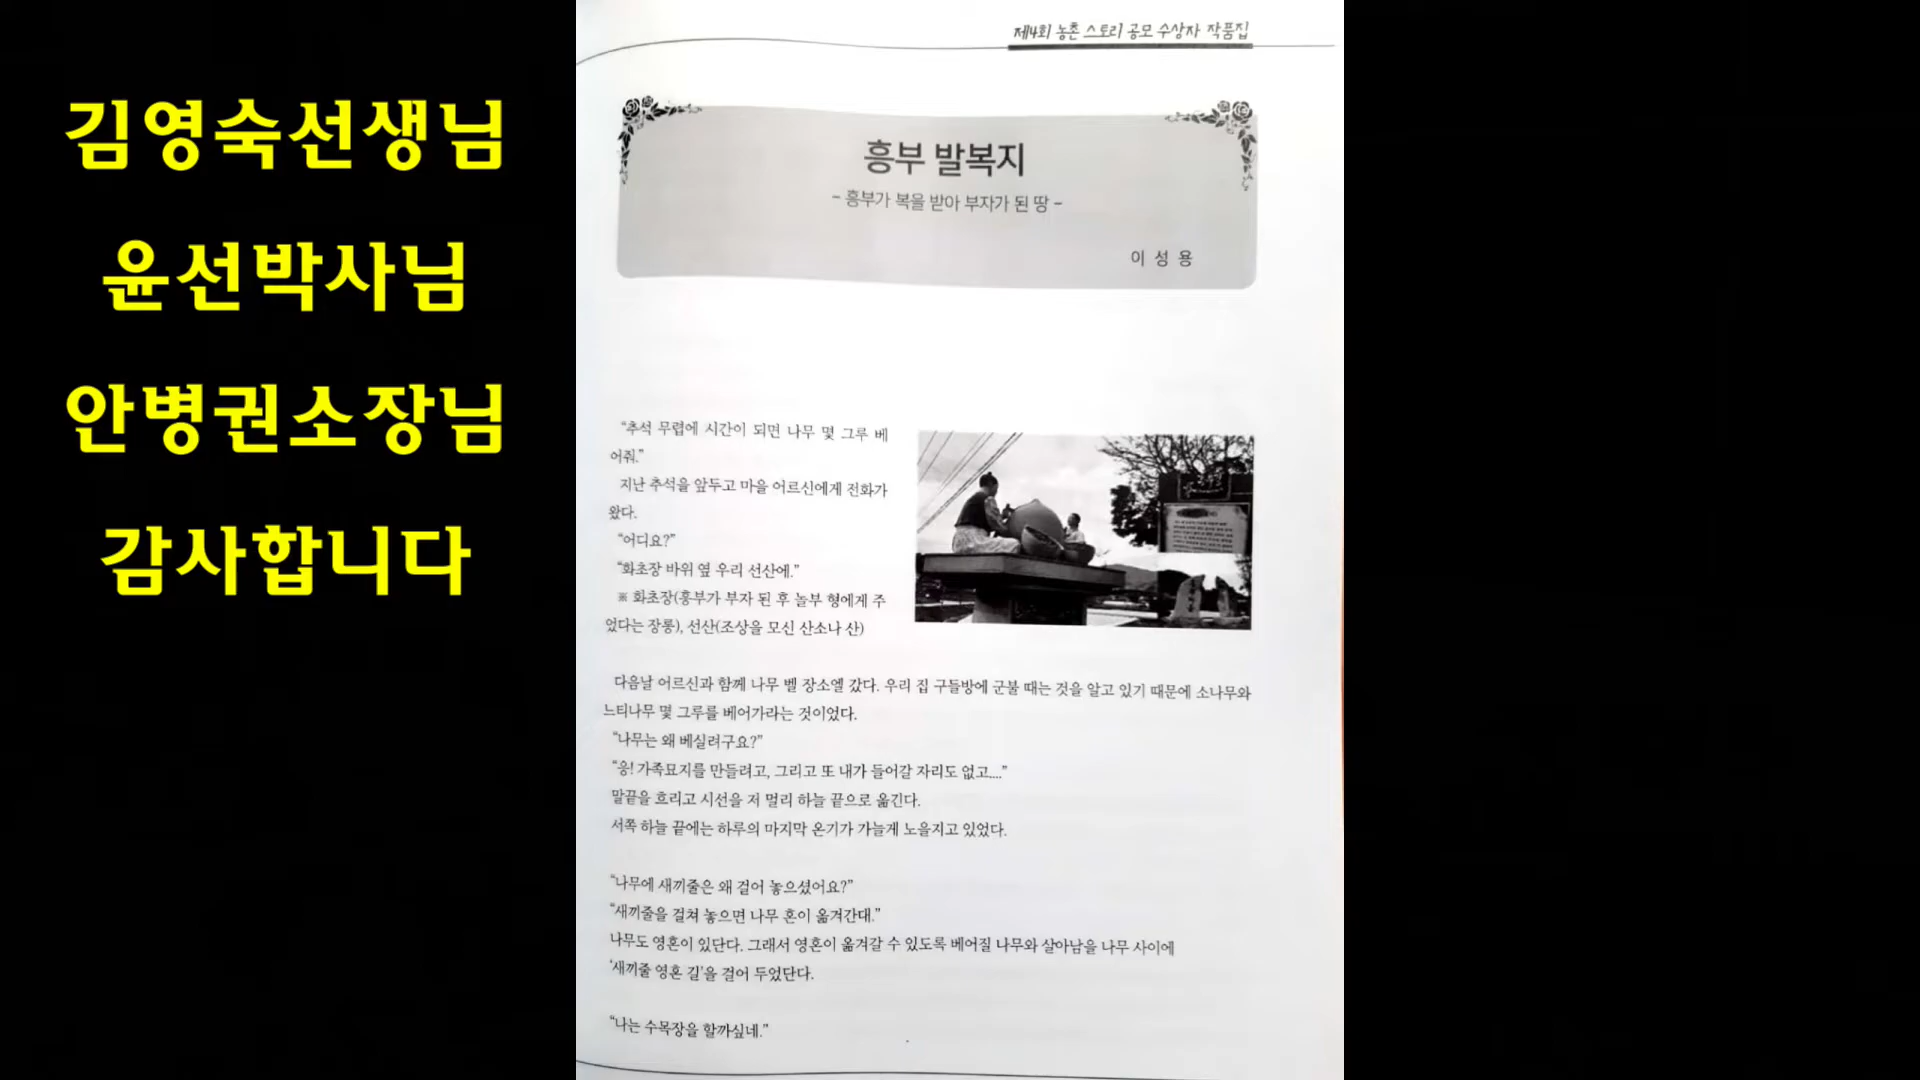 김영숙선생님
윤선박사님
안병권소장님
감사합니다
제4회 농촌 스토리 공모 수상자 작품집
흥부 발복지
- 흥부가 복을 받아 부자가 된 땅 -
이 성 용
“추석 무렵에 시간이 되면 나무 몇 그루 베
어줘.”
지난 추석을 앞두고 마을 어르신에게 전화가
왔다.
“어디요?”
“화초장 바위 옆 우리 선산에.”
※ 화초장(흥부가 부자 된 후 놀부 형에게 주
었다는 장롱), 선산(조상을 모신 산소나 산)
다음날 어르신과 함께 나무 벨 장소엘 갔다. 우리 집 구들방에 군불 때는 것을 알고 있기 때문에 소나무와
느티나무 몇 그루를 베어가라는 것이었다.
“나무는 왜 베실려구요?”
“응! 가족묘지를 만들려고, 그리고 또 내가 들어갈 자리도 없고....”
말끝을 흐리고 시선을 저 멀리 하늘 끝으로 옮긴다.
서쪽 하늘 끝에는 하루의 마지막 온기가 가늘게 노을지고 있었다.
“나무에 새끼줄은 왜 걸어 놓으셨어요?”
“새끼줄을 걸쳐 놓으면 나무 혼이 옮겨간대.”
나무도 영혼이 있단다. 그래서 영혼이 옮겨갈 수 있도록 베어질 나무와 살아남을 나무 사이에
‘새끼줄 영혼 길’을 걸어 두었단다.
“나는 수목장을 할까싶네.”